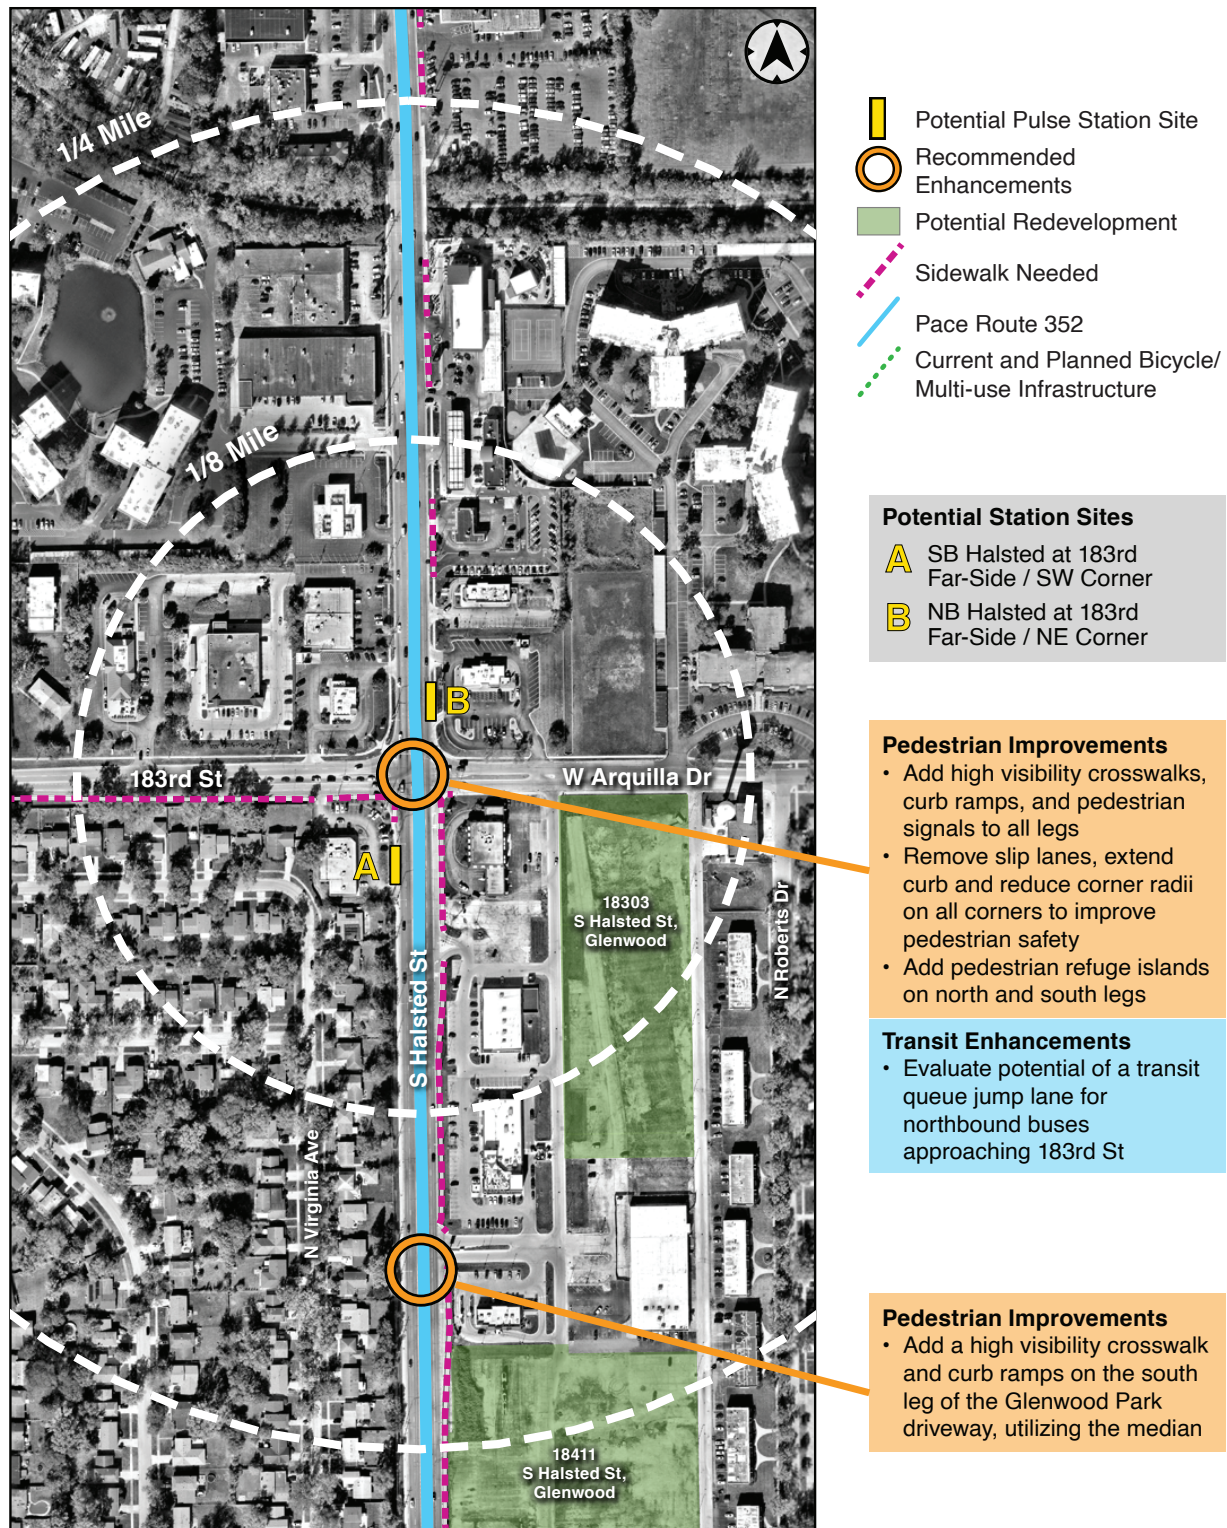 1/4 Mile
1/8 Mile
B
183rd St
W Arquilla Dr
A
18303
S Halsted St,
Glenwood
N Roberts Dr
S Halsted St
N Virginia Ave
18411
S Halsted St,
Glenwood
Potential Pulse Station Site
Recommended
Enhancements
Potential Redevelopment
Sidewalk Needed
Pace Route 352
Current and Planned Bicycle/
Multi-use Infrastructure
Potential Station Sites
A SB Halsted at 183rd
Far-Side / SW Corner
B NB Halsted at 183rd
Far-Side / NE Corner
Pedestrian Improvements
• Add high visibility crosswalks,
curb ramps, and pedestrian
signals to all legs
• Remove slip lanes, extend
curb and reduce corner radii
on all corners to improve
pedestrian safety
• Add pedestrian refuge islands
on north and south legs
Transit Enhancements
• Evaluate potential of a transit
queue jump lane for
northbound buses
approaching 183rd St
Pedestrian Improvements
• Add a high visibility crosswalk
and curb ramps on the south
leg of the Glenwood Park
driveway, utilizing the median